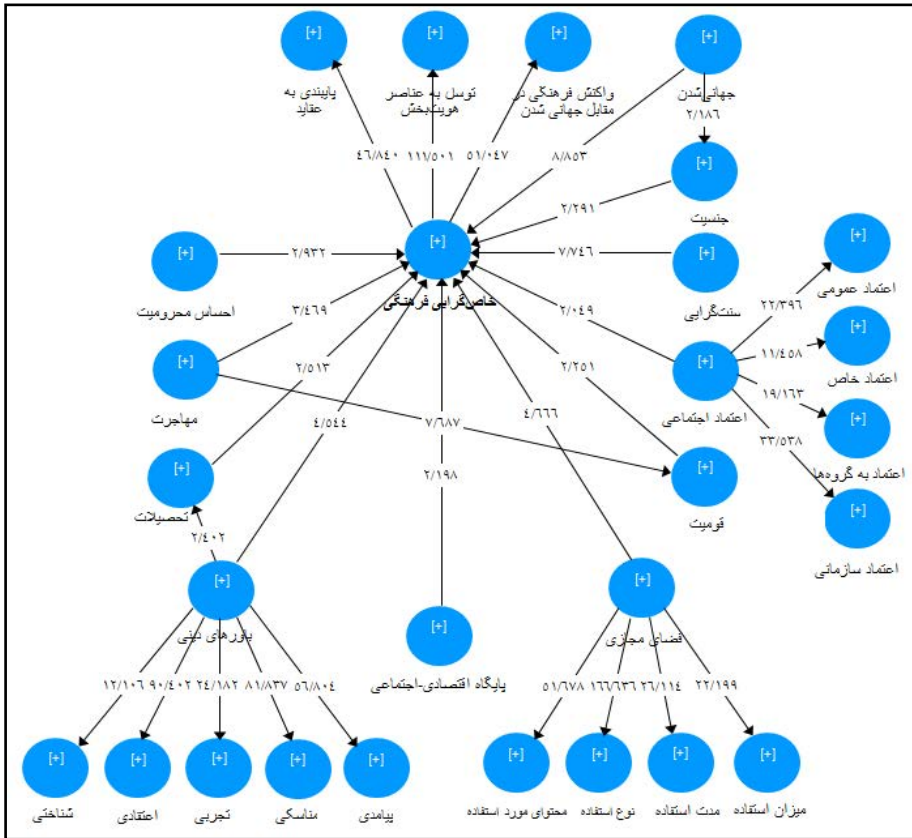 [+] [+] [+] [+]
جهانی‌شدن
واکنش فرهنگی در
مقابل جهانی شدن
توسل به عناصر
هویت‌بخش
پایبندی به
عقاید
۲/۱۸۶
۸/۸۵۳
۵۱/۰۴۷
۱۱۱/۵۰۱
۴۶/۸۴۰
[+]
جنسیت
۲/۲۹۱
[+]
خاص‌گرایی فرهنگی
[+]
اعتماد عمومی
[+]
سنت‌گرایی
۷/۷۴۶
[+]
احساس محرومیت
۲/۹۳۲
۲۲/۳۹۶
۲/۰۴۹
۳/۴۶۹
[+]
اعتماد خاص
۱۱/۴۵۸
[+]
اعتماد اجتماعی
۲/۲۵۱
۲/۵۱۳
[+]
مهاجرت
۱۹/۱۶۳
[+]
اعتماد به گروه‌ها
۳۳/۵۳۸
۴/۶۶۶
۷/۶۸۷
۴/۵۴۴
[+]
قومیت
۲/۱۹۸
[+]
تحصیلات
[+]
اعتماد سازمانی
۲/۴۰۲
[+]
فضای مجازی
[+]
باورهای دینی
[+]
پایگاه اقتصادی-اجتماعی
۲۲/۱۹۹
۲۶/۱۱۴
۱۶۶/۶۳۶
۵۱/۶۷۸
۵۶/۸۰۴
۸۱/۸۳۷
۲۴/۱۸۲
۹۰/۴۰۲
۱۲/۱۰۶
[+] [+] [+] [+] [+] [+] [+] [+] [+]
میزان استفاده
مدت استفاده
نوع استفاده
محتوای مورد استفاده
پیامدی
مناسکی
تجربی
اعتقادی
شناختی